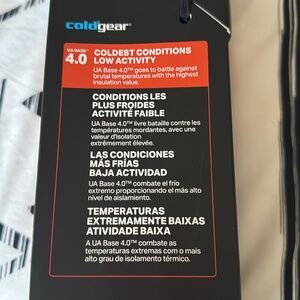 coldgear®
UA BASE™
4.0
COLDEST CONDITIONS
LOW ACTIVITY
UA Base 4.0™ goes to battle against
brutal temperatures with the highest
insulation value.
CONDITIONS LES
PLUS FROIDES
ACTIVITÉ FAIBLE
UA Base 4.0™ livre bataille contre les
températures mordantes, avec une
valeur d'isolation
extrêmement élevée.
LAS CONDICIONES
MÁS FRÍAS
BAJA ACTIVIDAD
UA Base 4.0™ combate el frío
extremo proporcionando el más alto
nivel de aislamiento.
TEMPERATURAS
EXTREMAMENTE BAIXAS
ATIVIDADE BAIXA
A UA Base 4.0™ combate as
temperaturas extremas com o mais
alto grau de isolamento térmico.